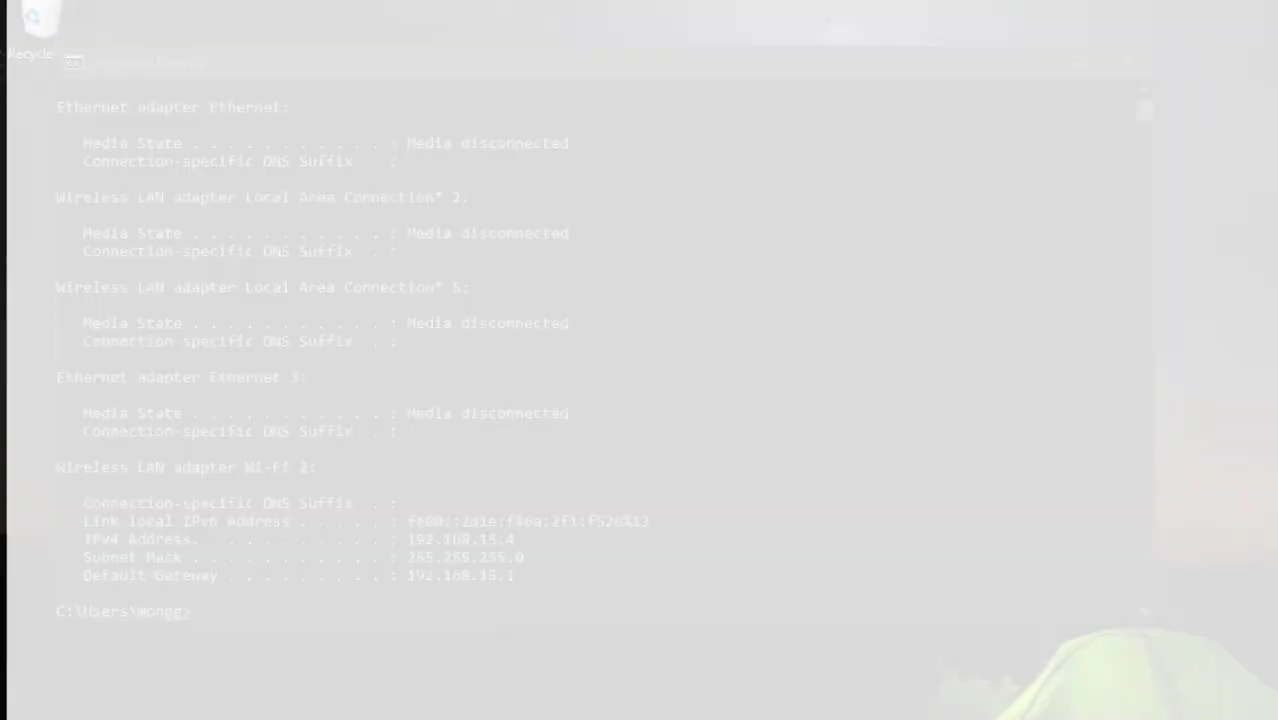 Recycle
Ethernet adapter Ethernet:
Media State . . . . . . . . . . . : Media disconnected
Connection-specific DNS Suffix  . :
Wireless LAN adapter Local Area Connection* 2:
Media State . . . . . . . . . . . : Media disconnected
Connection-specific DNS Suffix  . :
Wireless LAN adapter Local Area Connection* 5:
Media State . . . . . . . . . . . : Media disconnected
Connection-specific DNS Suffix  . :
Ethernet adapter Ethernet 3:
Media State . . . . . . . . . . . : Media disconnected
Connection-specific DNS Suffix  . :
Wireless LAN adapter Wi-Fi 2:
Connection-specific DNS Suffix  . :
Link-local IPv6 Address . . . . . :
IPv4 Address. . . . . . . . . . . : 192.168.15.4
Subnet Mask . . . . . . . . . . . : 255.255.255.0
Default Gateway . . . . . . . . . : 192.168.15.1
C:\Users\mongg>